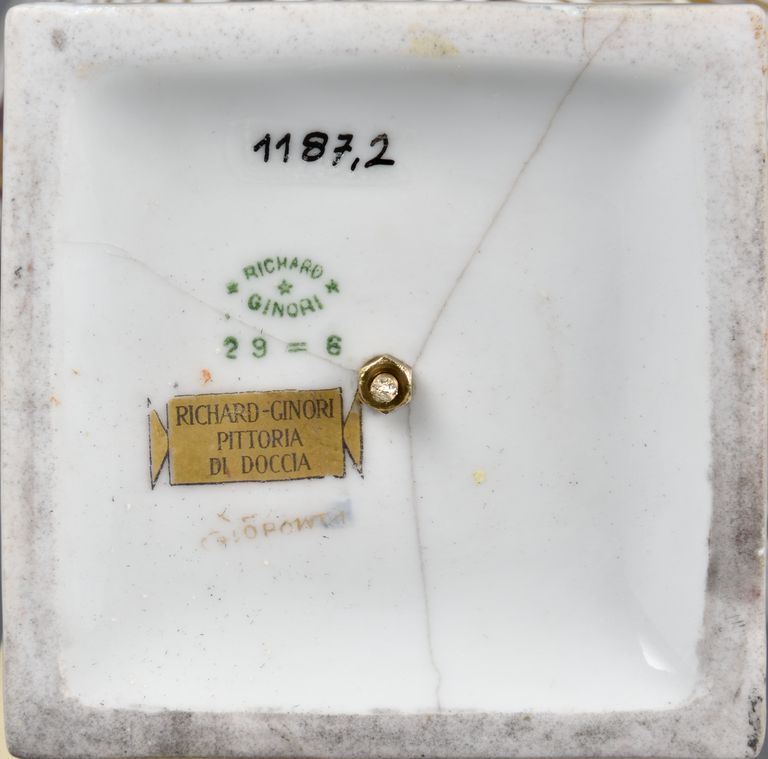 1187,2
RICHARD
GINORI
29 = 6
RICHARD-GINORI
PITTORIA
DI DOCCIA